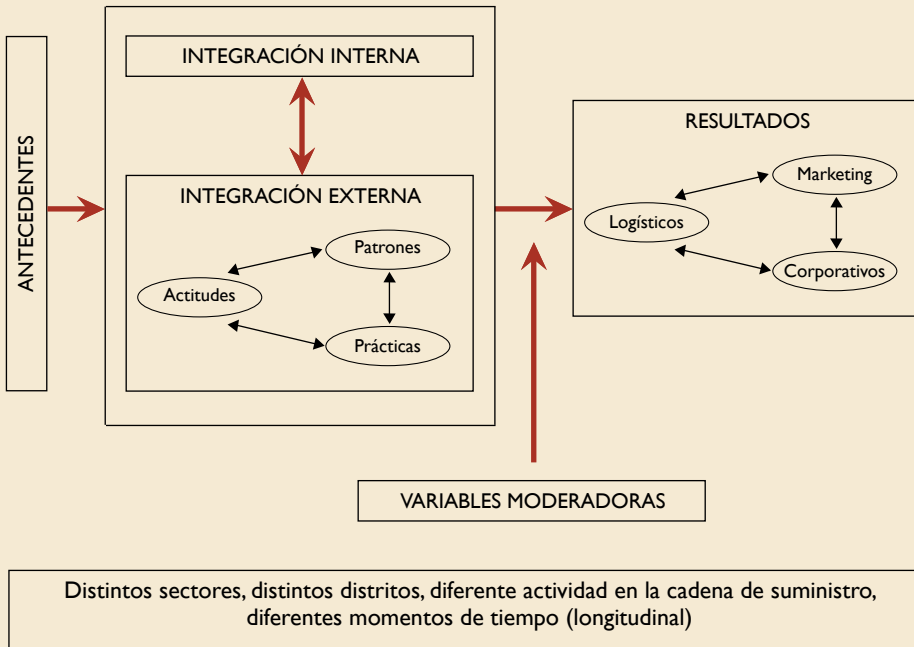 ANTECEDENTES
INTEGRACIÓN INTERNA
INTEGRACIÓN EXTERNA
Patrones
Actitudes
Prácticas
RESULTADOS
Marketing
Logísticos
Corporativos
VARIABLES MODERADORAS
Distintos sectores, distintos distritos, diferente actividad en la cadena de suministro,
diferentes momentos de tiempo (longitudinal)